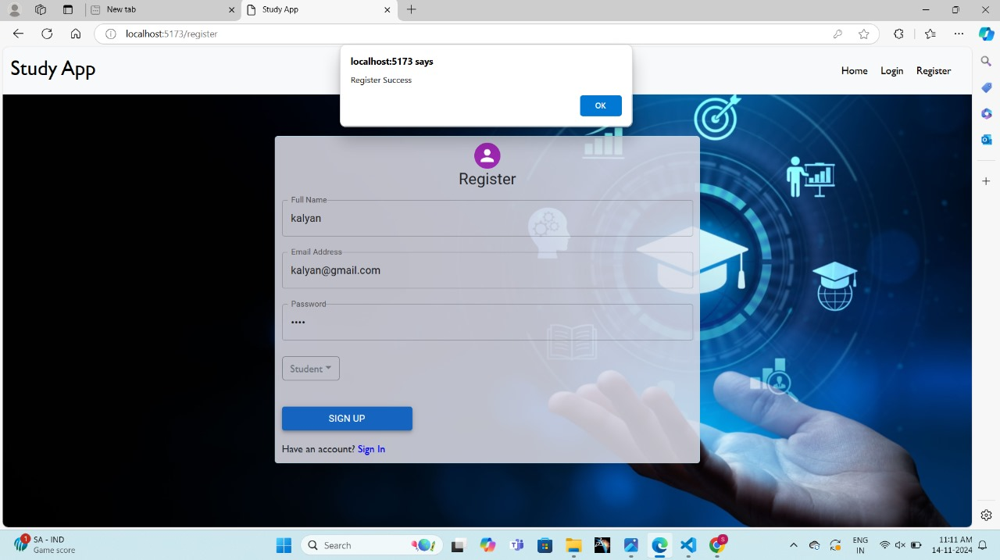 New tab
Study App
localhost:5173/register
Study App
Home Login Register
localhost:5173 says
Register Success
OK
Register
Full Name
kalyan
Email Address
kalyan@gmail.com
Password
••••
Student
SIGN UP
Have an account? Sign In
1
SA - IND
Game score
Search
S
ENG
IN
11:11 AM
14-11-2024